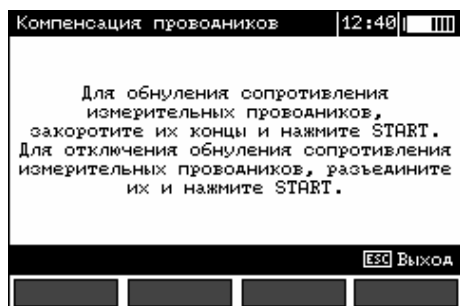 Компенсация проводников 12:40
Для обнуления сопротивления
измерительных проводников,
закоротите их концы и нажмите START.
Для отключения обнуления сопротивления
измерительных проводников, разъедините
их и нажмите START.
ESC Выход